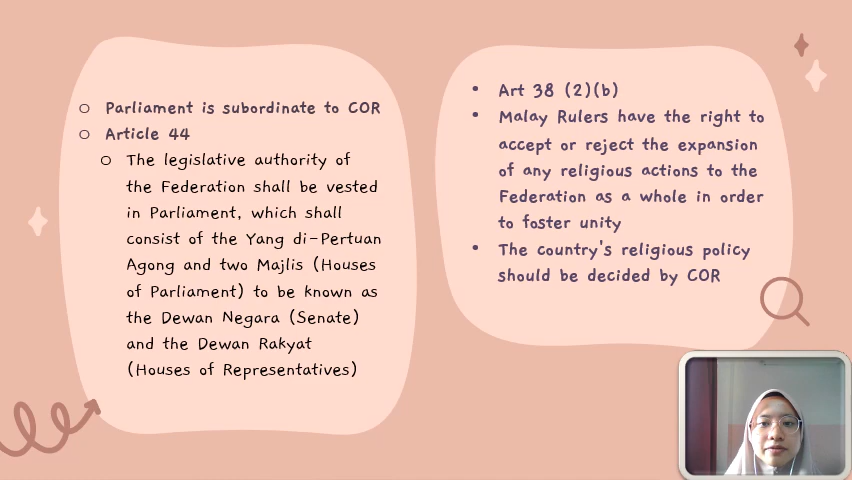 Parliament is subordinate to COR
Article 44
The legislative authority of
the Federation shall be vested
in Parliament, which shall
consist of the Yang di-Pertuan
Agong and two Majlis (Houses
of Parliament) to be known as
the Dewan Negara (Senate)
and the Dewan Rakyat
(Houses of Representatives)
Art 38 (2)(b)
Malay Rulers have the right to
accept or reject the expansion
of any religious actions to the
Federation as a whole in order
to foster unity
The country's religious policy
should be decided by COR